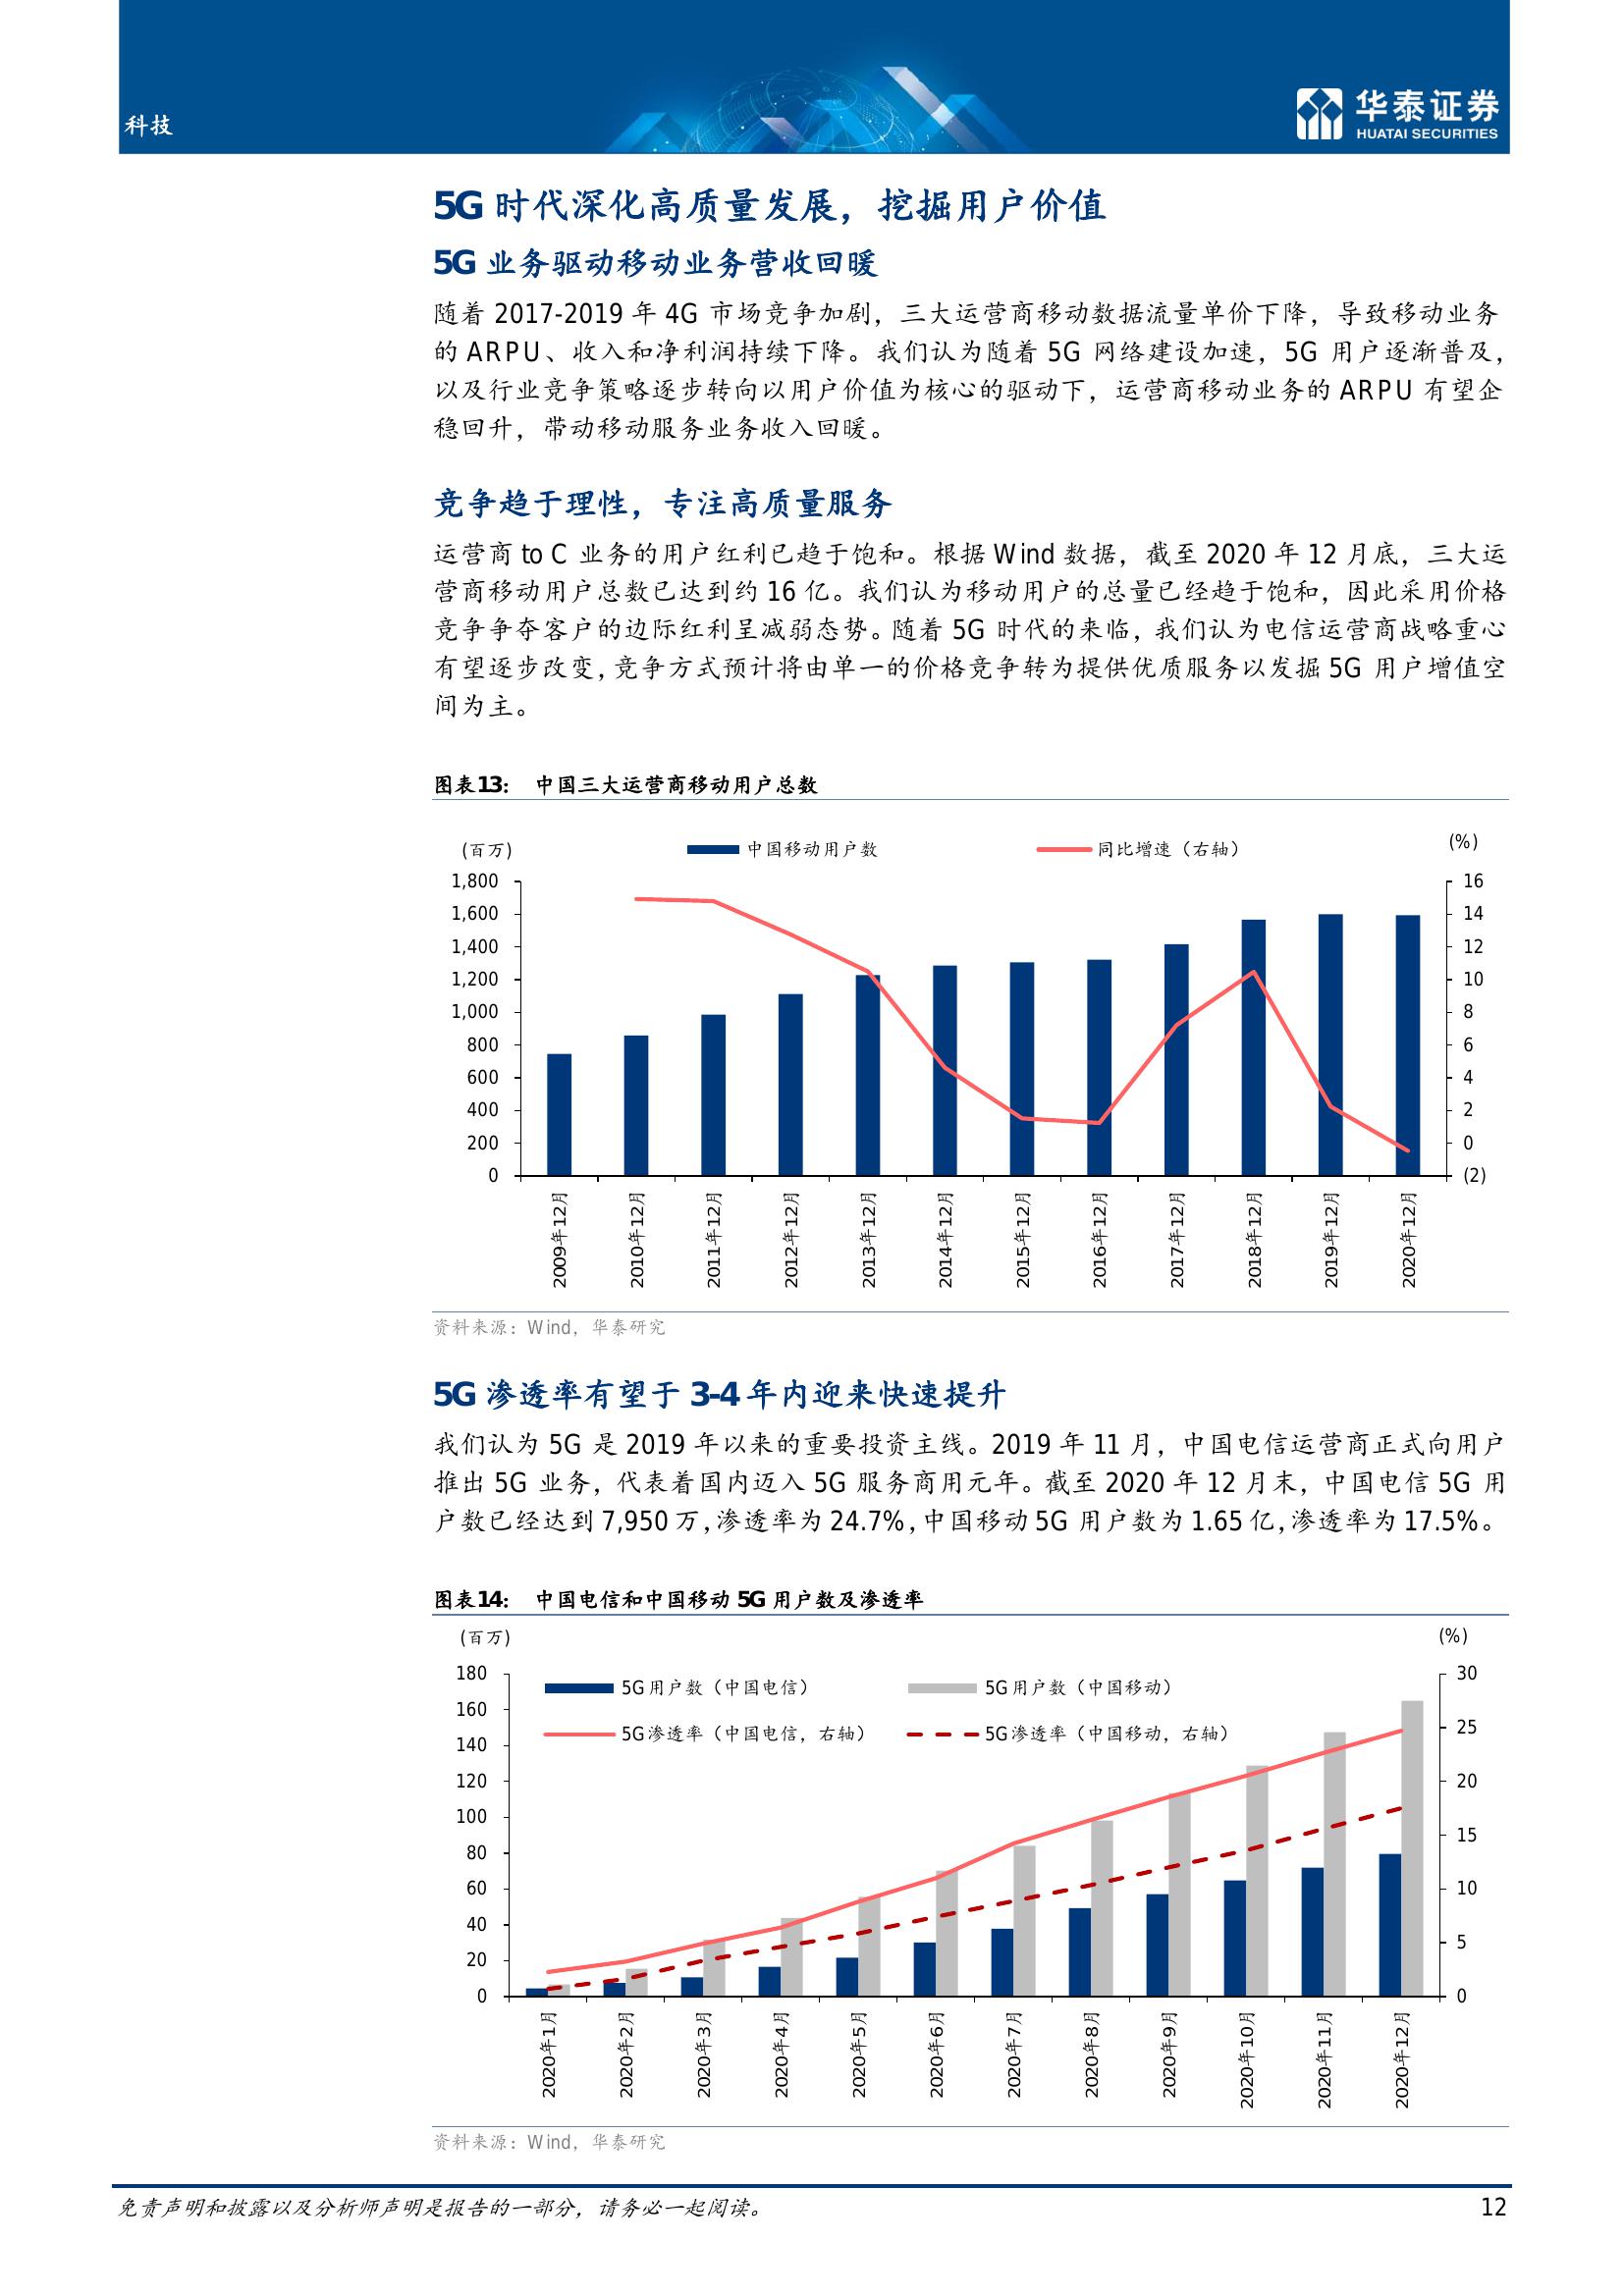 科技
华泰证券
HUATAI SECURITIES
5G 时代深化高质量发展，挖掘用户价值
5G 业务驱动移动业务营收回暖
随着 2017-2019 年 4G 市场竞争加剧，三大运营商移动数据流量单价下降，导致移动业务
的 ARPU、收入和净利润持续下降。我们认为随着 5G 网络建设加速，5G 用户逐渐普及，
以及行业竞争策略逐步转向以用户价值为核心的驱动下，运营商移动业务的 ARPU 有望企
稳回升，带动移动服务业务收入回暖。
竞争趋于理性，专注高质量服务
运营商 to C 业务的用户红利已趋于饱和。根据 Wind 数据，截至 2020 年 12 月底，三大运
营商移动用户总数已达到约 16 亿。我们认为移动用户的总量已经趋于饱和，因此采用价格
竞争争夺客户的边际红利呈减弱态势。随着 5G 时代的来临，我们认为电信运营商战略重心
有望逐步改变，竞争方式预计将由单一的价格竞争转为提供优质服务以发掘 5G 用户增值空
间为主。
图表13： 中国三大运营商移动用户总数
(百万)
中国移动用户数
同比增速（右轴）
(%)
1,800
1,600
1,400
1,200
1,000
800
600
400
200
0
16
14
12
10
8
6
4
2
0
(2)
2009年12月
2010年12月
2011年12月
2012年12月
2013年12月
2014年12月
2015年12月
2016年12月
2017年12月
2018年12月
2019年12月
2020年12月
资料来源：Wind，华泰研究
5G 渗透率有望于 3-4 年内迎来快速提升
我们认为 5G 是 2019 年以来的重要投资主线。2019 年 11 月，中国电信运营商正式向用户
推出 5G 业务，代表着国内迈入 5G 服务商用元年。截至 2020 年 12 月末，中国电信 5G 用
户数已经达到 7,950 万，渗透率为 24.7%，中国移动 5G 用户数为 1.65 亿，渗透率为 17.5%。
图表14： 中国电信和中国移动 5G 用户数及渗透率
(百万)
(%)
5G用户数（中国电信）
5G用户数（中国移动）
5G渗透率（中国电信，右轴）
5G渗透率（中国移动，右轴）
180
160
140
120
100
80
60
40
20
0
30
25
20
15
10
5
0
2020年1月
2020年2月
2020年3月
2020年4月
2020年5月
2020年6月
2020年7月
2020年8月
2020年9月
2020年10月
2020年11月
2020年12月
资料来源：Wind，华泰研究
免责声明和披露以及分析师声明是报告的一部分，请务必一起阅读。
12